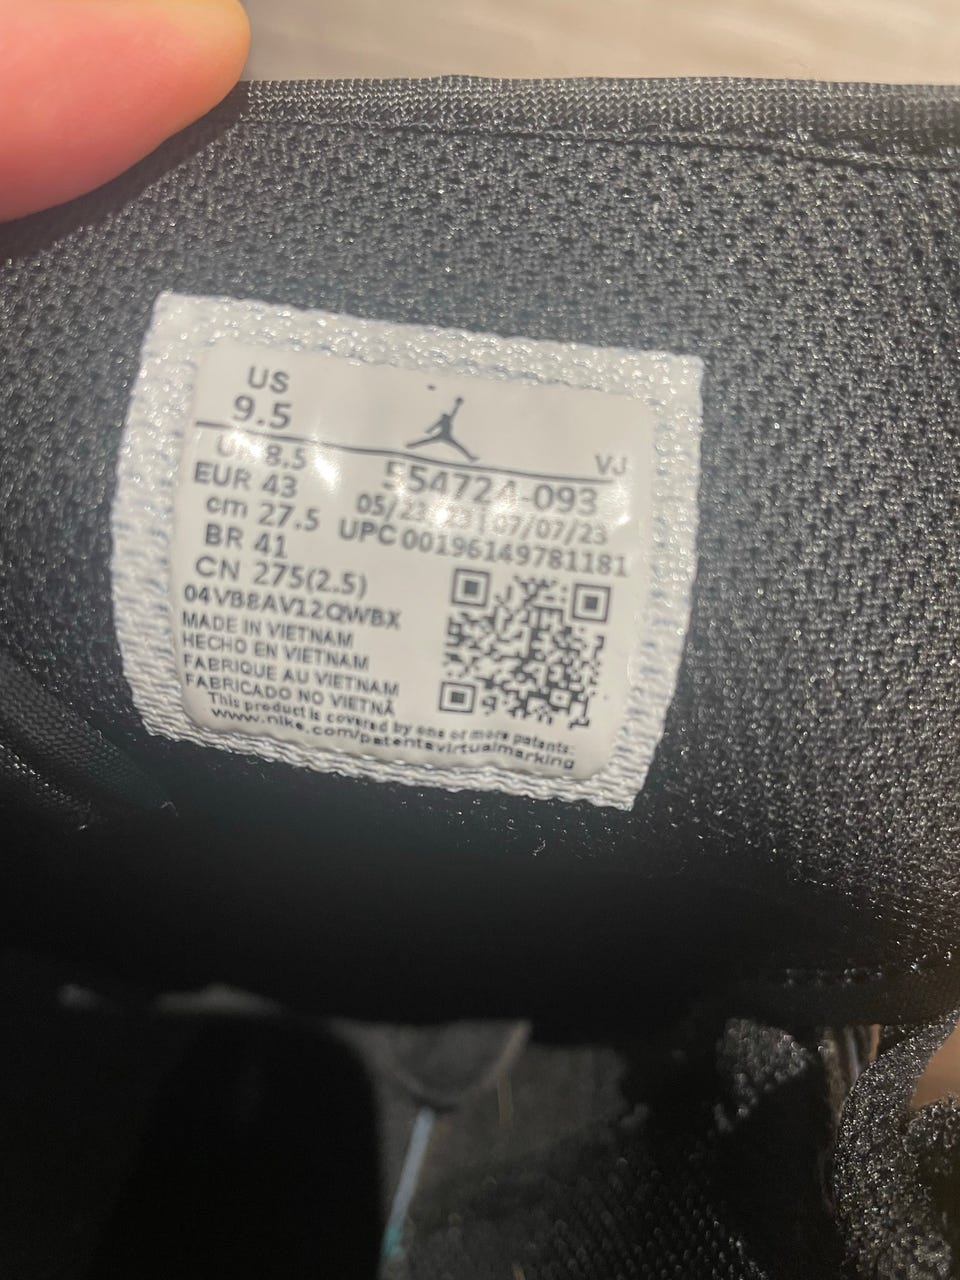 US
9.5
UK 8.5
VJ
EUR 43
554724-093
cm 27.5
05/23/23 | 07/07/23
BR 41
UPC 00196149781181
CN 275(2.5)
04VB8AV12QWBX
MADE IN VIETNAM
HECHO EN VIETNAM
FABRIQUE AU VIETNAM
FABRICADO NO VIETNÃ
This product is covered by one or more patents:
www.nike.com/patentsvirtualmarking